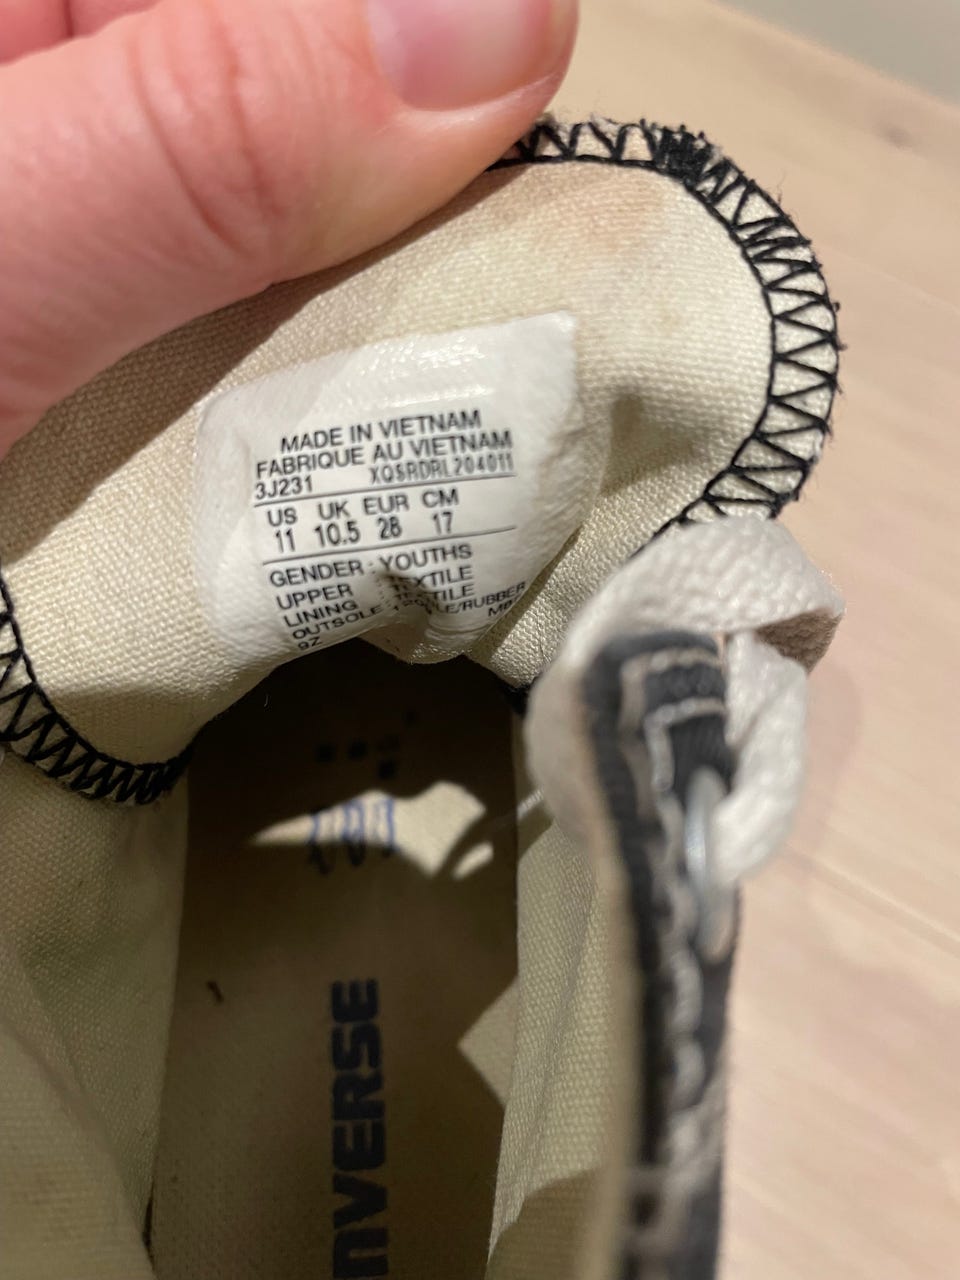 MADE IN VIETNAM
FABRIQUE AU VIETNAM
3J231 XQSRDRL204011
US UK EUR CM
11 10.5 28 17
GENDER : YOUTHS
UPPER : TEXTILE
LINING : TEXTILE
OUTSOLE : /RUBBER
9Z
NVERSE